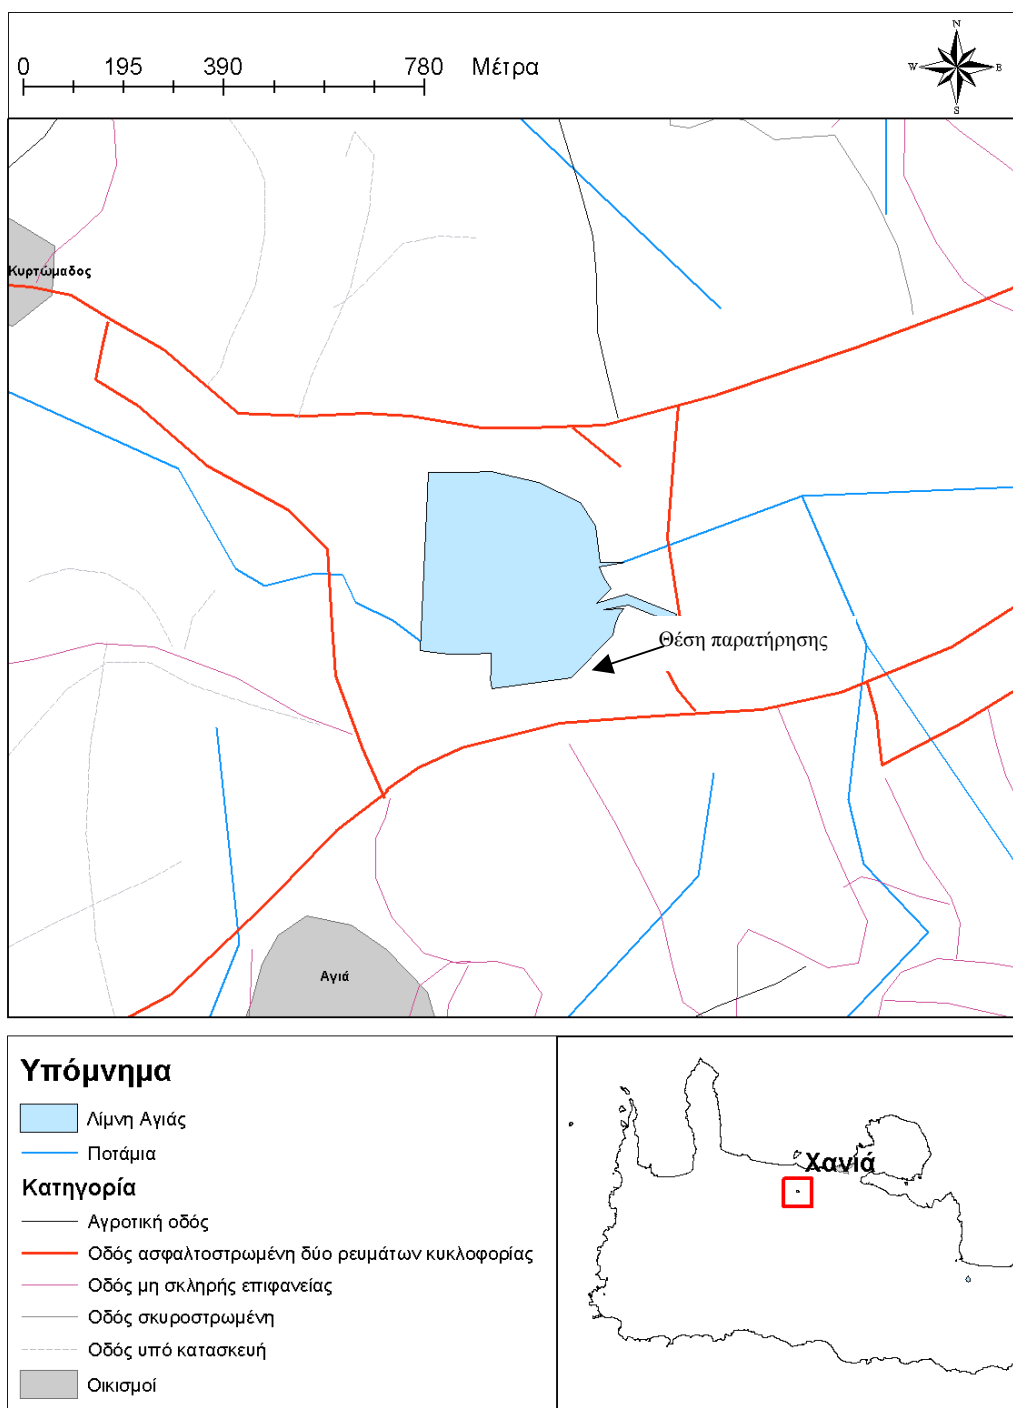 N
0 195 390 780 Μέτρα
W E
S
Κυρτώμαδος
Θέση παρατήρησης
Αγιά
Υπόμνημα
Λίμνη Αγιάς
Ποτάμια
Κατηγορία
Αγροτική οδός
Οδός ασφαλτοστρωμένη δύο ρευμάτων κυκλοφορίας
Οδός μη σκληρής επιφανείας
Οδός σκυροστρωμένη
Οδός υπό κατασκευή
Οικισμοί
Χανιά